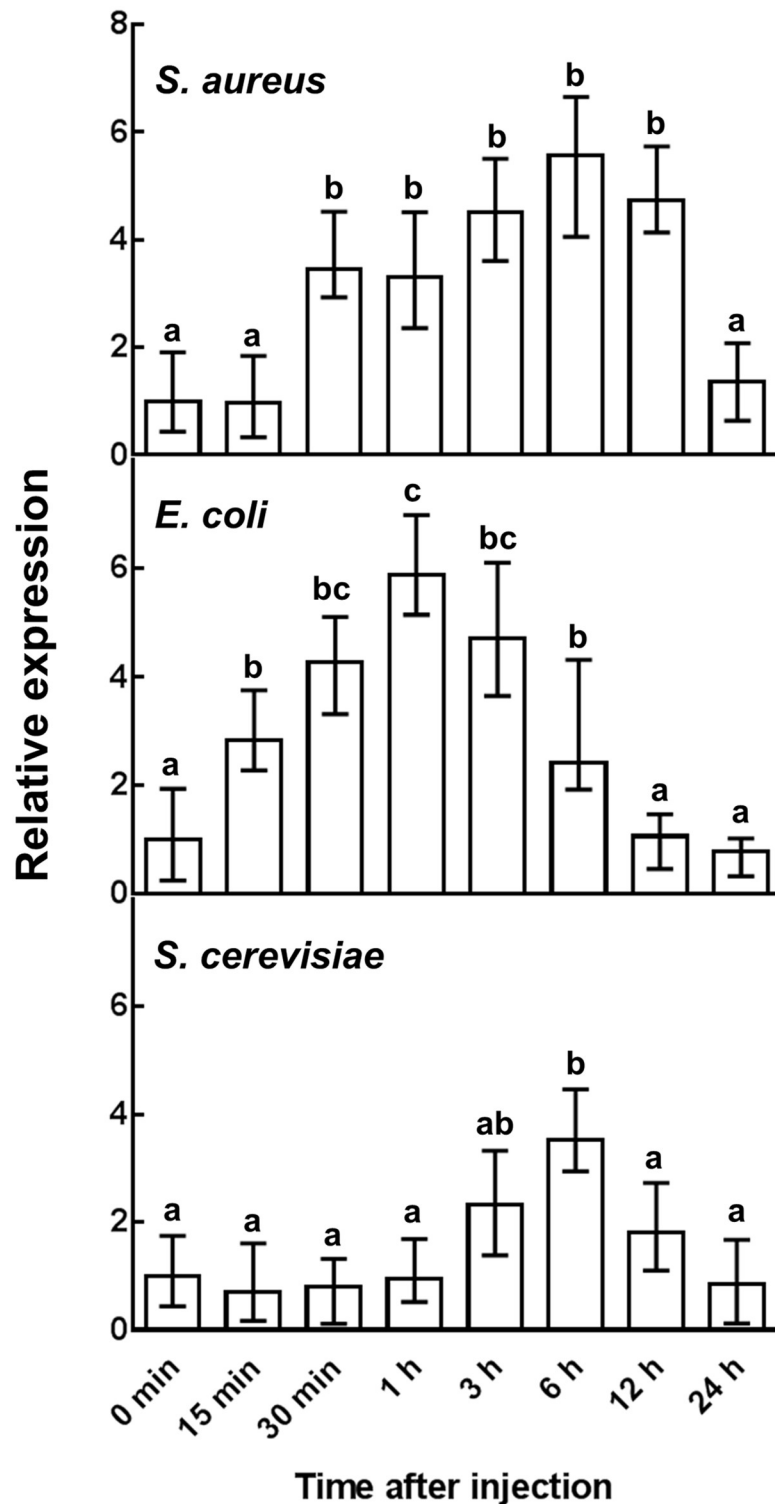 8
S. aureus
b
b
b
b
b
6
4
a
a
a
2
0
Relative expression
E. coli
c
bc
bc
b
b
a
a
a
6
4
2
0
S. cerevisiae
6
b
4
ab
a
a
a
a
a
a
2
0
0 min
15 min
30 min
1 h
3 h
6 h
12 h
24 h
Time after injection